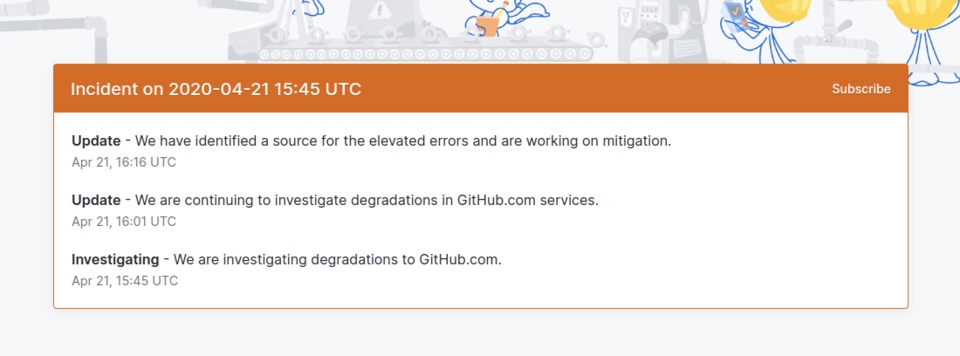 Incident on 2020-04-21 15:45 UTC
Subscribe
Update - We have identified a source for the elevated errors and are working on mitigation.
Apr 21, 16:16 UTC
Update - We are continuing to investigate degradations in GitHub.com services.
Apr 21, 16:01 UTC
Investigating - We are investigating degradations to GitHub.com.
Apr 21, 15:45 UTC